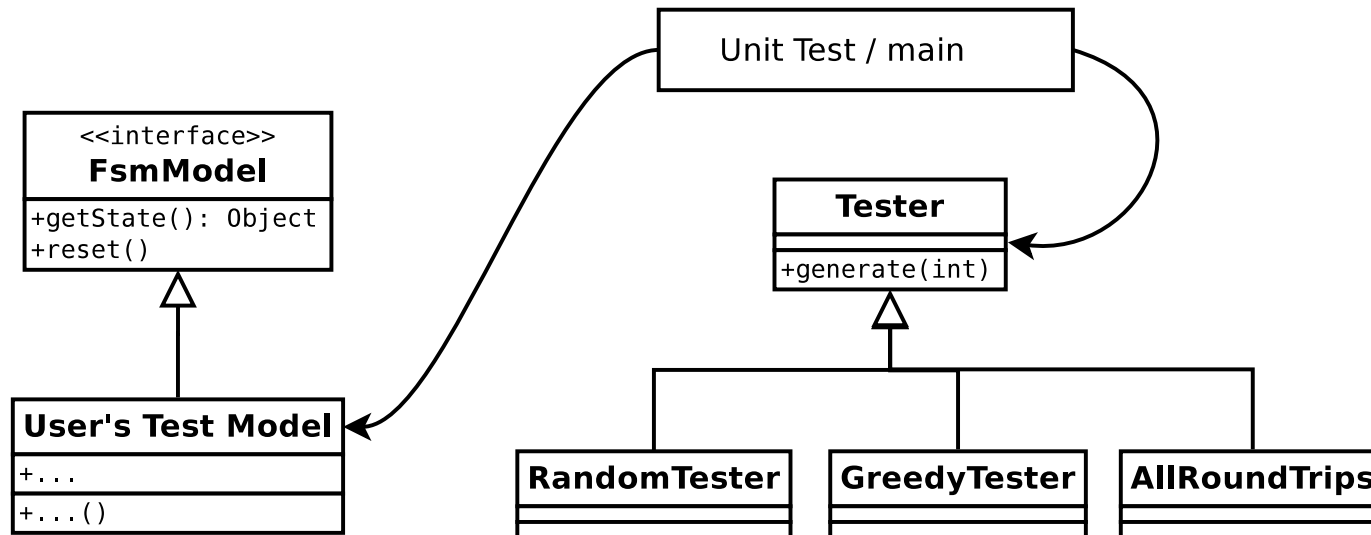 Unit Test / main
<<interface>>
FsmModel
+getState(): Object
+reset()
Tester
+generate(int)
User's Test Model
+...
+...()
RandomTester
GreedyTester
AllRoundTrips